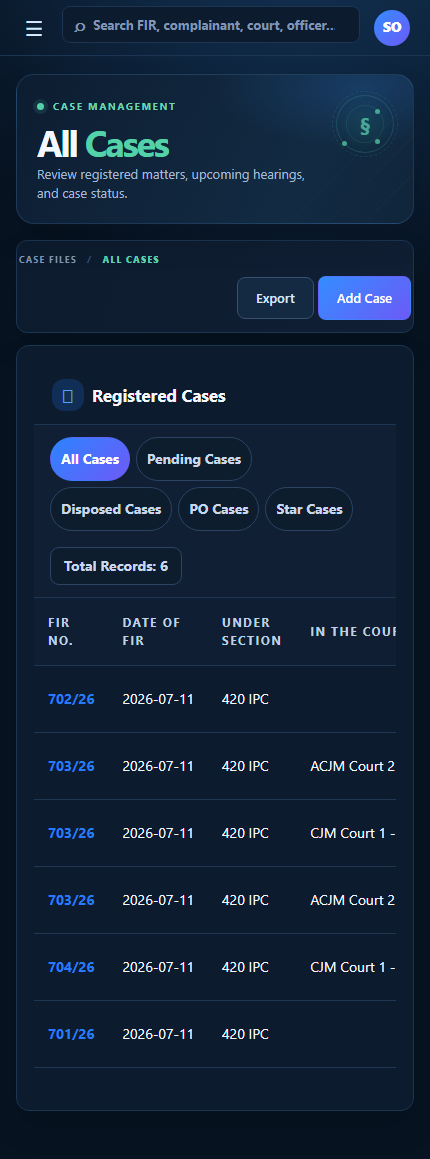 Search FIR, complainant, court, officer...
SO
CASE MANAGEMENT
All Cases
§
Review registered matters, upcoming hearings,
and case status.
CASE FILES / ALL CASES
Export
Add Case
Registered Cases
All Cases
Pending Cases
Disposed Cases
PO Cases
Star Cases
Total Records: 6
FIR NO. DATE OF FIR UNDER SECTION IN THE COUR
702/26 2026-07-11 420 IPC
703/26 2026-07-11 420 IPC ACJM Court 2
703/26 2026-07-11 420 IPC CJM Court 1 -
703/26 2026-07-11 420 IPC ACJM Court 2
704/26 2026-07-11 420 IPC CJM Court 1 -
701/26 2026-07-11 420 IPC